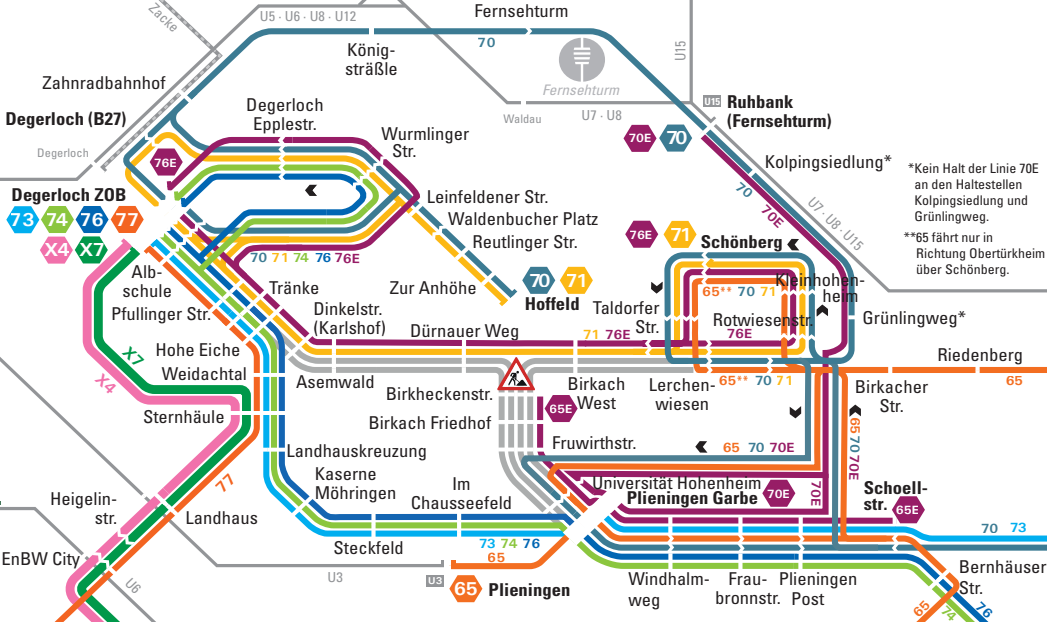 Zacke
U5 · U6 · U8 · U12
Fernsehturm
70
König-
sträßle
U15
Fernsehturm
Zahnradbahnhof
Degerloch (B27)
Degerloch
Degerloch
Epplestr.
Waldau
U7 · U8
U15
Ruhbank
(Fernsehturm)
70E
70
Wurmlinger
Str.
76E
Kolpingsiedlung*
*Kein Halt der Linie 70E
an den Haltestellen
Kolpingsiedlung und
Grünlingweg.
**65 fährt nur in
Richtung Obertürkheim
über Schönberg.
70
70E
U7 · U8 · U15
Degerloch ZOB
73
74
76
77
X4
X7
Leinfeldener Str.
Waldenbucher Platz
Reutlinger Str.
76E
71
Schönberg
70 71 74 76 76E
Alb-
schule
Tränke
Zur Anhöhe
70
71
Hoffeld
Kleinhohen-
heim
65** 70 71
Pfullinger Str.
Dinkelstr.
(Karlshof)
Dürnauer Weg
Taldorfer
Str.
Rotwiesenstr.
76E
Grünlingweg*
71 76E
X7
X4
Hohe Eiche
Weidachtal
Asemwald
Birkheckenstr.
Birkach
West
Lerchen-
wiesen
65** 70 71
Birkacher
Str.
Riedenberg
65
Sternhäule
Birkach Friedhof
65E
65 70 70E
Landhauskreuzung
Fruwirthstr.
65 70 70E
77
Kaserne
Möhringen
Im
Chausseefeld
Universität Hohenheim
Plieningen Garbe
70E
70E
Schoell-
str.
65E
Heigelin-
str.
Landhaus
Steckfeld
73 74 76
65
70 73
EnBW City
U6
U3
U3
65
Plieningen
Windhalm-
weg
Frau-
bronnstr.
Plieningen
Post
Bernhäuser
Str.
65
74
76